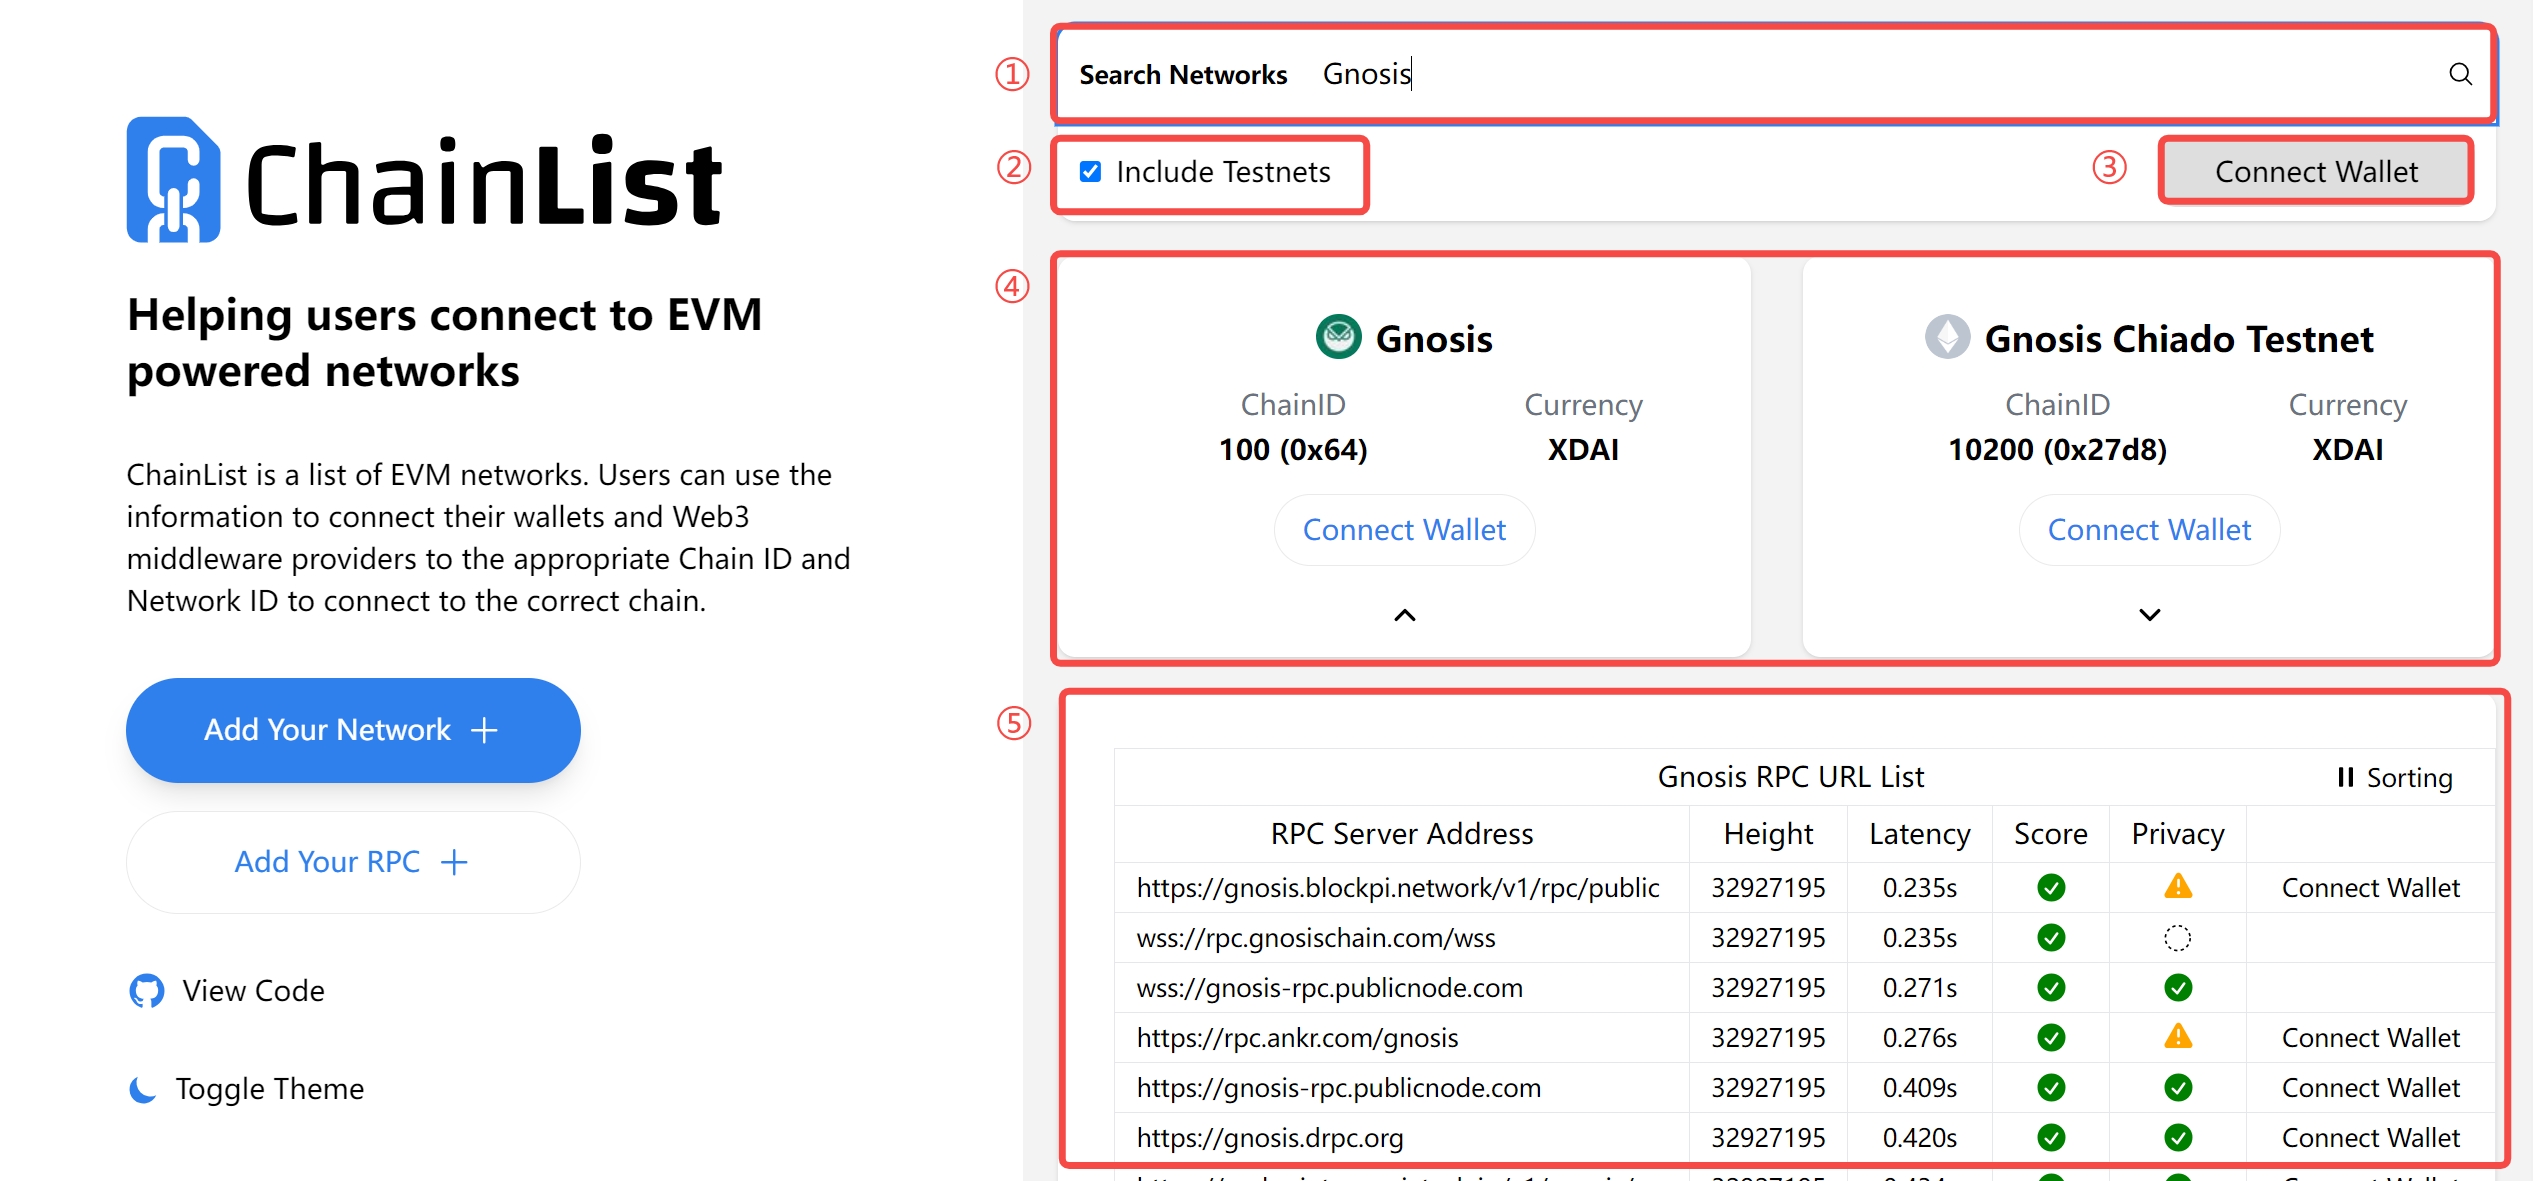 ChainList
Helping users connect to EVM
powered networks
ChainList is a list of EVM networks. Users can use the
information to connect their wallets and Web3
middleware providers to the appropriate Chain ID and
Network ID to connect to the correct chain.
Add Your Network
Add Your RPC
View Code
Toggle Theme
① Search Networks Gnosis
② Include Testnets ③ Connect Wallet
④
Gnosis
ChainID Currency
100 (0x64) XDAI
Connect Wallet
Gnosis Chiado Testnet
ChainID Currency
10200 (0x27d8) XDAI
Connect Wallet
⑤
Gnosis RPC URL List Sorting
RPC Server Address Height Latency Score Privacy
https://gnosis.blockpi.network/v1/rpc/public 32927195 0.235s Connect Wallet
wss://rpc.gnosischain.com/wss 32927195 0.235s
wss://gnosis-rpc.publicnode.com 32927195 0.271s
https://rpc.ankr.com/gnosis 32927195 0.276s Connect Wallet
https://gnosis-rpc.publicnode.com 32927195 0.409s Connect Wallet
https://gnosis.drpc.org 32927195 0.420s Connect Wallet